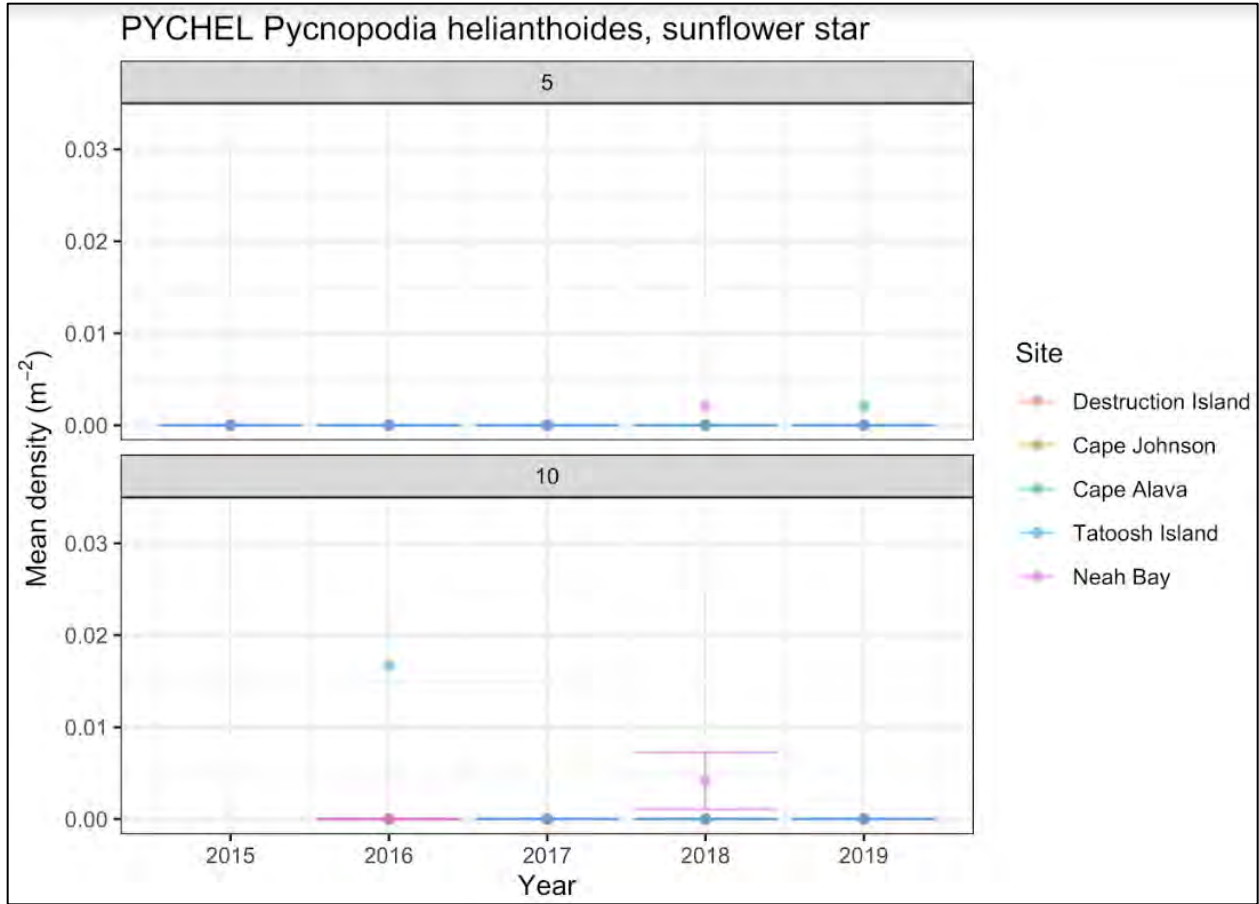 PYCHEL Pycnopodia helianthoides, sunflower star
5
0.03
0.02
0.01
0.00
10
0.03
0.02
0.01
0.00
Mean density (m⁻²)
2015 2016 2017 2018 2019
Year
Site
Destruction Island
Cape Johnson
Cape Alava
Tatoosh Island
Neah Bay